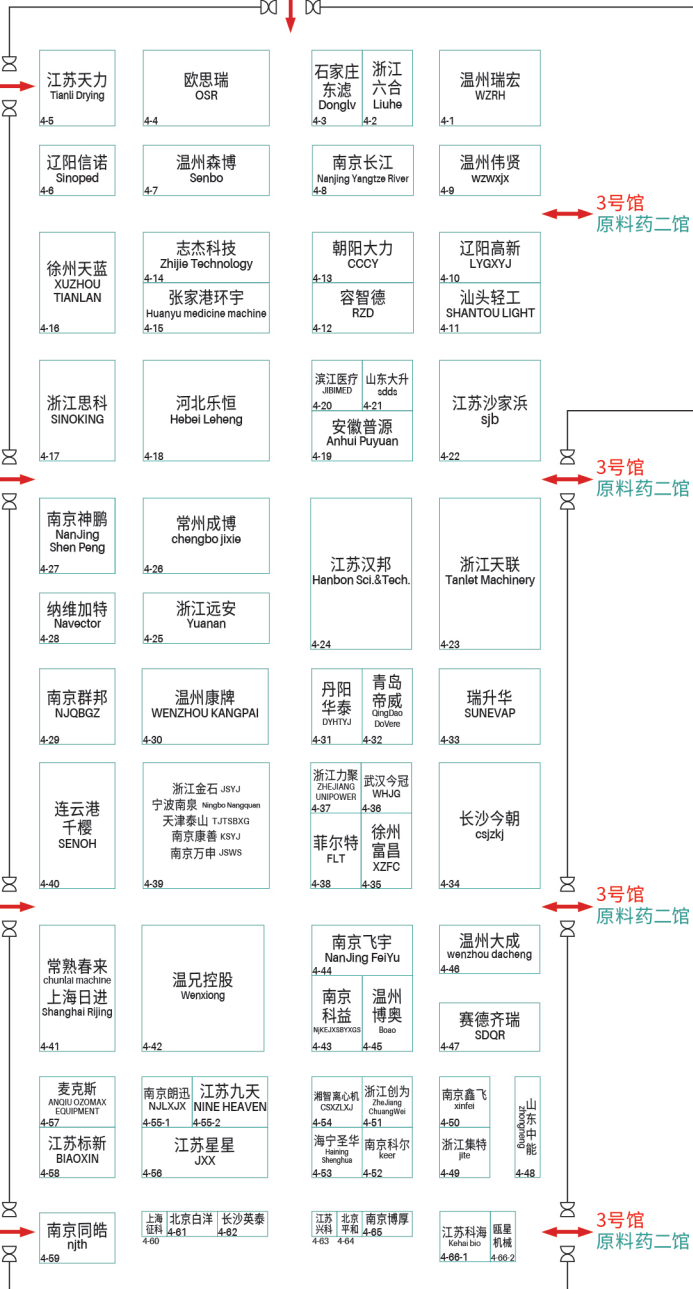 江苏天力
Tianli Drying
4-5
欧思瑞
OSR
4-4
石家庄
东滤
Donglv
4-3
浙江
六合
Liuhe
4-2
温州瑞宏
WZRH
4-1
辽阳信诺
Sinoped
4-6
温州森博
Senbo
4-7
南京长江
Nanjing Yangtze River
4-8
温州伟贤
wzwxjx
4-9
3号馆
原料药二馆
徐州天蓝
XUZHOU
TIANLAN
4-16
志杰科技
Zhijie Technology
4-14
张家港环宇
Huanyu medicine machine
4-15
朝阳大力
CCCY
4-13
容智德
RZD
4-12
辽阳高新
LYGXYJ
4-10
汕头轻工
SHANTOU LIGHT
4-11
浙江思科
SINOKING
4-17
河北乐恒
Hebei Leheng
4-18
滨江医疗
JIBIMED
4-20
山东大升
sdds
4-21
安徽普源
Anhui Puyuan
4-19
江苏沙家浜
sjb
4-22
3号馆
原料药二馆
南京神鹏
NanJing
Shen Peng
4-27
常州成博
chengbo jixie
4-26
江苏汉邦
Hanbon Sci.&Tech.
4-24
浙江天联
Tanlet Machinery
4-23
纳维加特
Navector
4-28
浙江远安
Yuanan
4-25
南京群邦
NJQBGZ
4-29
温州康牌
WENZHOU KANGPAI
4-30
丹阳
华泰
DYHTYJ
4-31
青岛
帝威
QingDao
DoVere
4-32
瑞升华
SUNEVAP
4-33
连云港
千樱
SENOH
4-40
浙江金石 JSYJ
宁波南泉 Ningbo Nangquan
天津泰山 TJTSBXG
南京康善 KSYJ
南京万申 JSWS
4-39
浙江力聚
ZHEJIANG
UNIPOWER
4-37
武汉今冠
WHJG
4-36
菲尔特
FLT
4-38
徐州
富昌
XZFC
4-35
长沙今朝
csjzkj
4-34
3号馆
原料药二馆
常熟春来
chunlai machine
上海日进
Shanghai Rijing
4-41
温兄控股
Wenxiong
4-42
南京飞宇
NanJing FeiYu
4-44
南京
科益
NjKEJXSBYXGS
4-43
温州
博奥
Boao
4-45
温州大成
wenzhou dacheng
4-46
赛德齐瑞
SDQR
4-47
麦克斯
ANQIU OZOMAX
EQUIPMENT
4-57
南京朗迅
NJLXJX
4-55-1
江苏九天
NINE HEAVEN
4-55-2
湘智离心机
CSXZLXJ
4-54
浙江创为
ZheJiang
ChuangWei
4-51
南京鑫飞
xinfei
4-50
山东中能
zhongneng
4-48
江苏标新
BIAOXIN
4-58
江苏星星
JXX
4-56
海宁圣华
Haining
Shenghua
4-53
南京科尔
keer
4-52
浙江集特
jite
4-49
南京同皓
njth
4-59
上海
征科
4-60
北京白洋
4-61
长沙英泰
4-62
江苏
兴科
4-63
北京
平和
4-64
南京博厚
4-65
江苏科海
Kehai bio
4-66-1
瓯星
机械
4-66-2
3号馆
原料药二馆